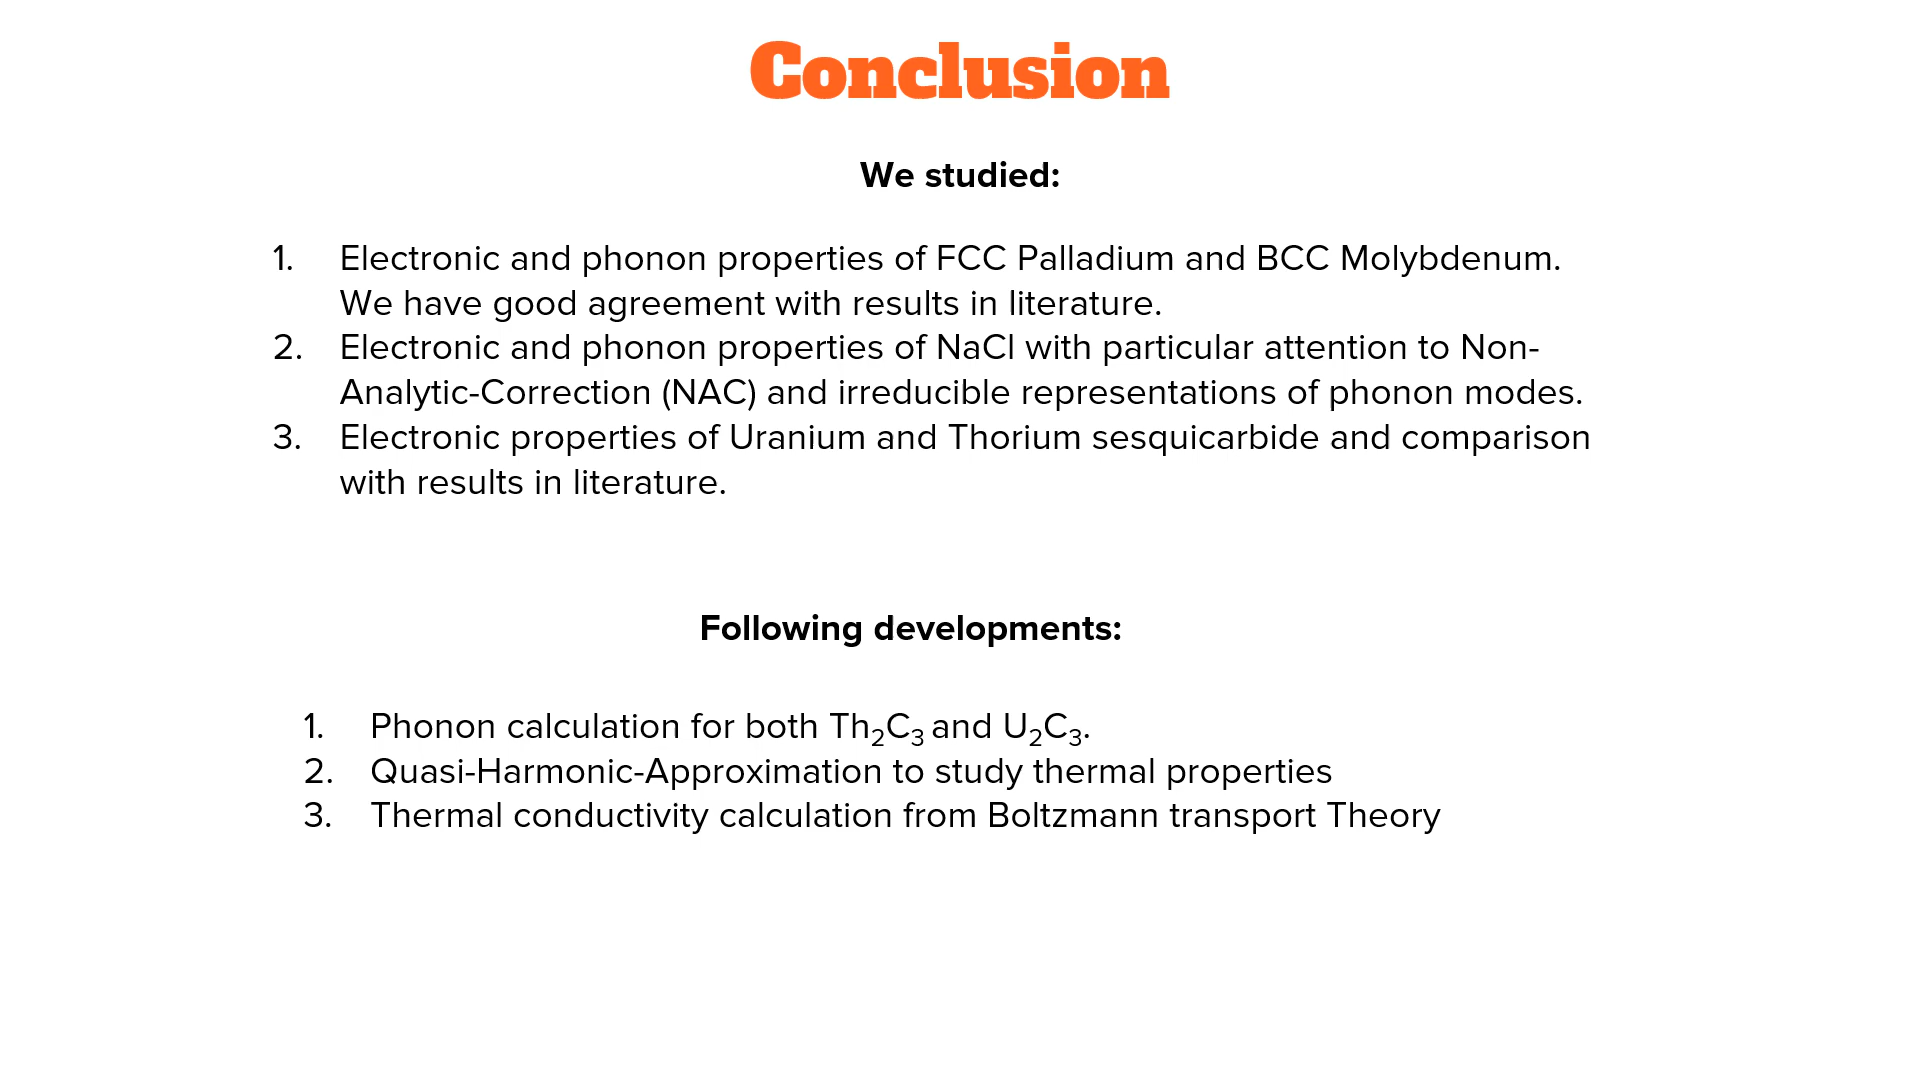 Conclusion
We studied:
1. Electronic and phonon properties of FCC Palladium and BCC Molybdenum.
We have good agreement with results in literature.
2. Electronic and phonon properties of NaCl with particular attention to Non-
Analytic-Correction (NAC) and irreducible representations of phonon modes.
3. Electronic properties of Uranium and Thorium sesquicarbide and comparison
with results in literature.
Following developments:
1. Phonon calculation for both Th₂C₃ and U₂C₃.
2. Quasi-Harmonic-Approximation to study thermal properties
3. Thermal conductivity calculation from Boltzmann transport Theory